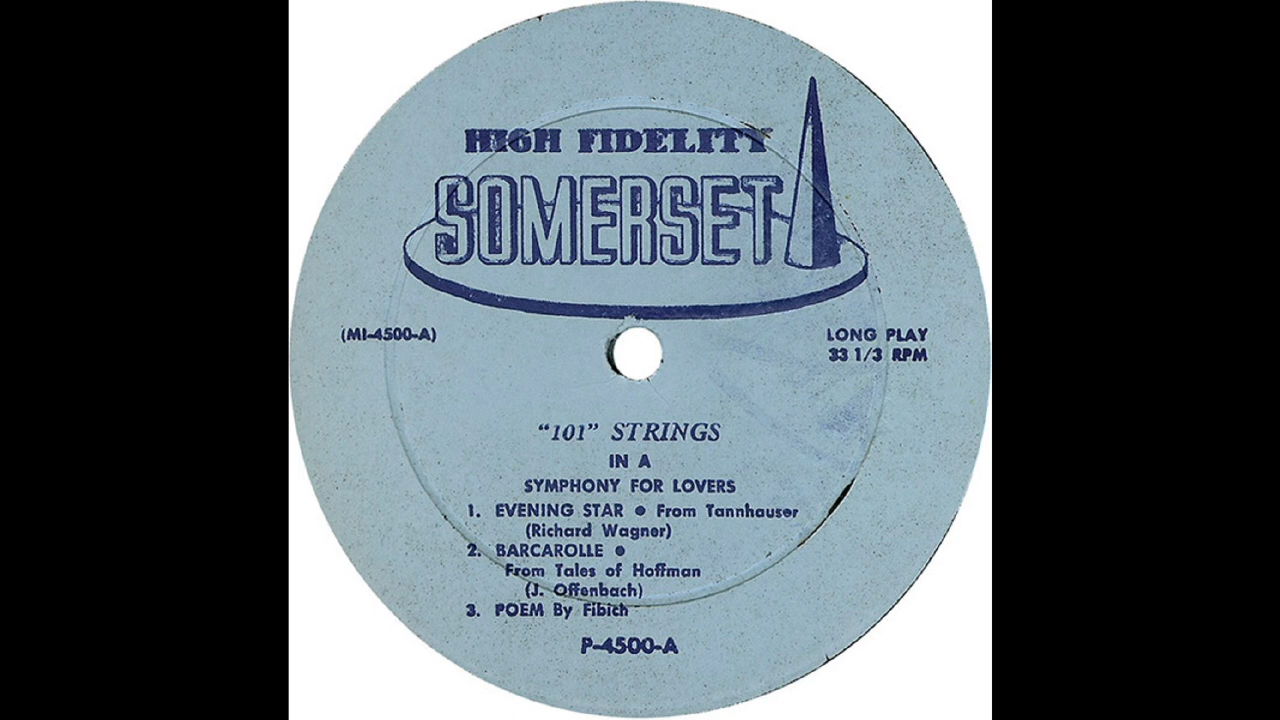 HIGH FIDELITY
SOMERSET
(MI-4500-A)
LONG PLAY
33 1/3 RPM
"101" STRINGS
IN A
SYMPHONY FOR LOVERS
1. EVENING STAR ● From Tannhauser
(Richard Wagner)
2. BARCAROLLE ●
From Tales of Hoffman
(J. Offenbach)
3. POEM By Fibich
P-4500-A